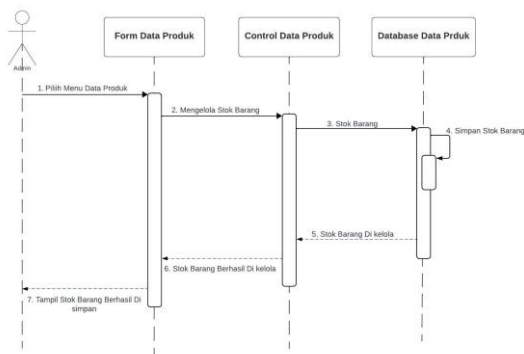 Form Data Produk
Control Data Produk
Database Data Prduk
Admin
1. Pilih Menu Data Produk
2. Mengelola Stok Barang
3. Stok Barang
4. Simpan Stok Barang
5. Stok Barang Di kelola
6. Stok Barang Berhasil Di kelola
7. Tampil Stok Barang Berhasil Di
simpan